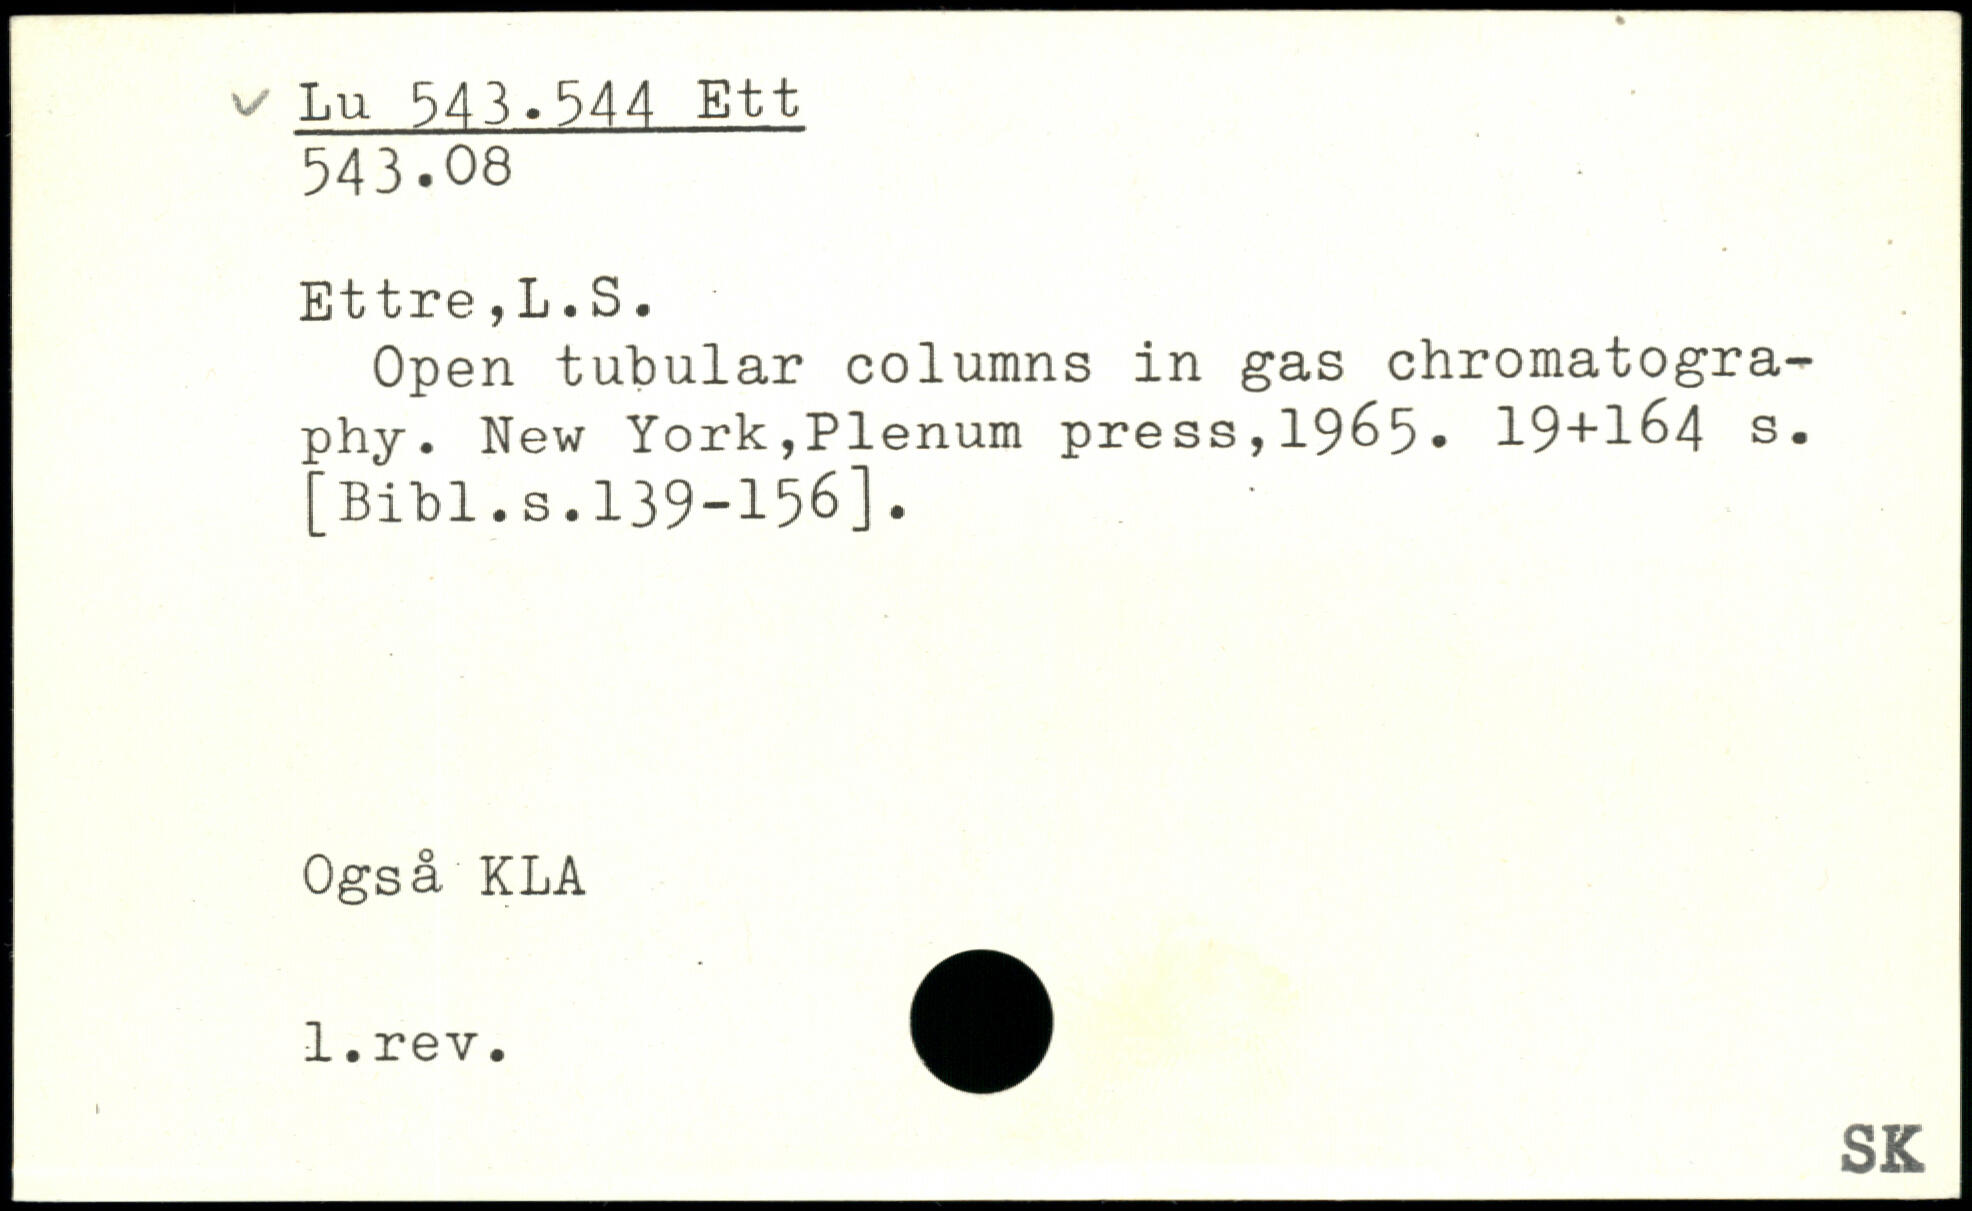 ✓ Lu 543.544 Ett
543.08
Ettre,L.S.
Open tubular columns in gas chromatogra-
phy. New York,Plenum press,1965. 19+164 s.
[Bibl.s.139-156].
Også KLA
1.rev.
SK